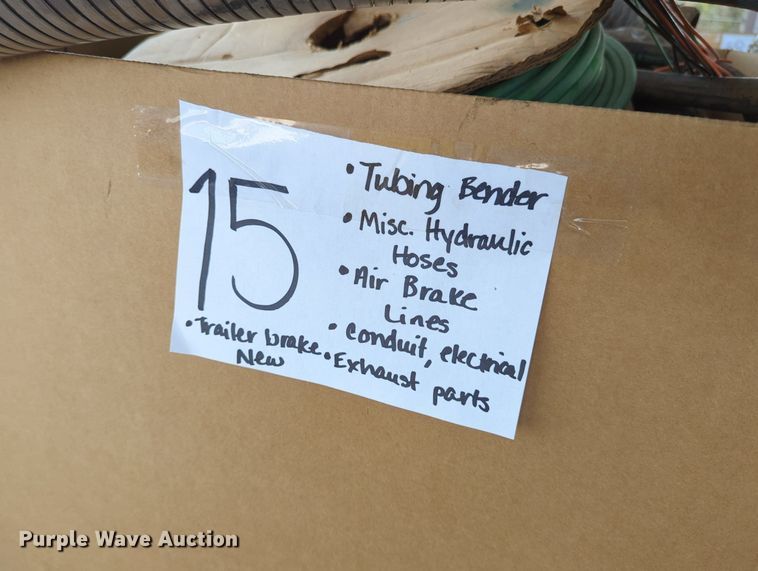 15
• Tubing Bender
• Misc. Hydraulic
Hoses
• Air Brake
Lines
• Conduit, electrical
• Exhaust parts
• Trailer brake
New
Purple Wave Auction